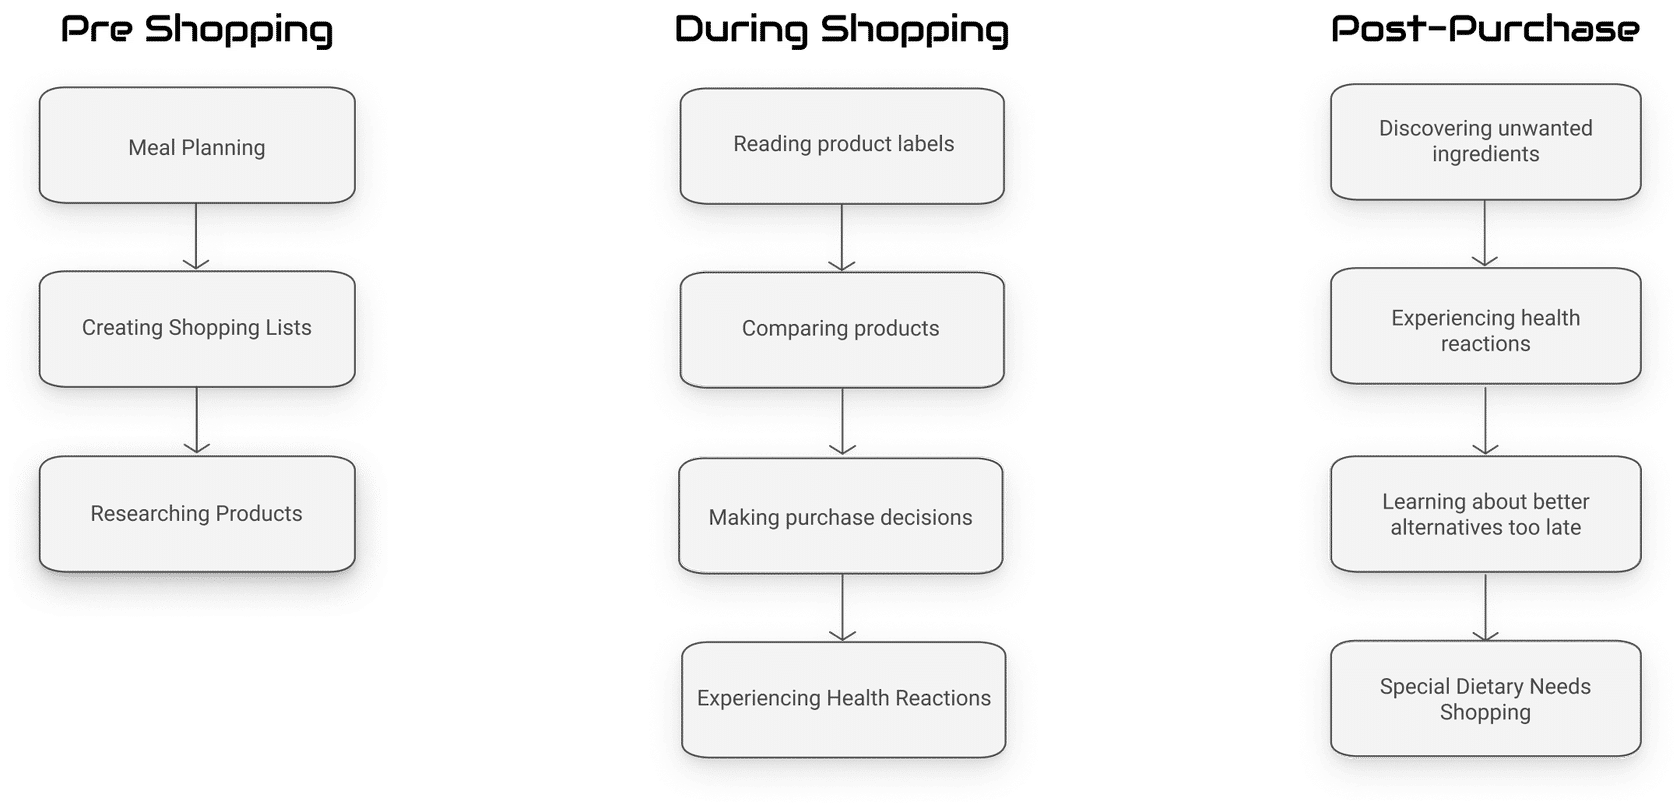 Pre Shopping
Meal Planning
Creating Shopping Lists
Researching Products
During Shopping
Reading product labels
Comparing products
Making purchase decisions
Experiencing Health Reactions
Post-Purchase
Discovering unwanted
ingredients
Experiencing health
reactions
Learning about better
alternatives too late
Special Dietary Needs
Shopping